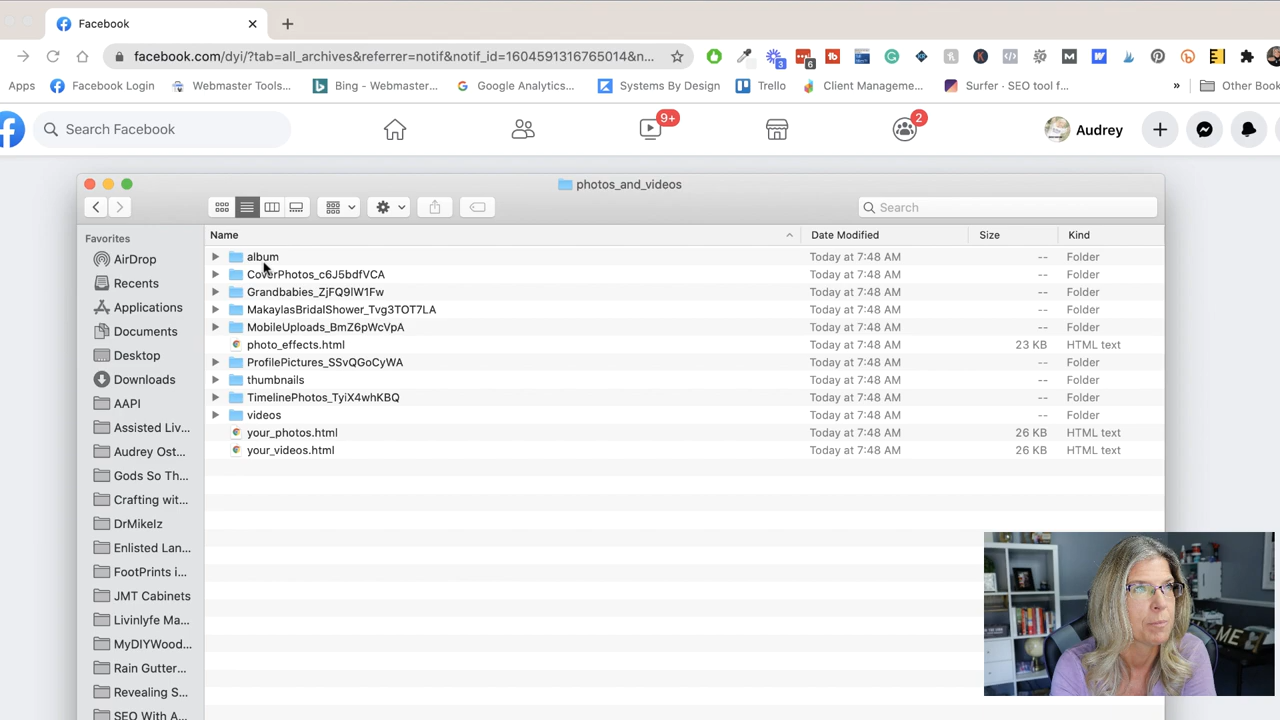 Facebook
facebook.com/dyi/?tab=all_archives&referrer=notif&notif_id=1604591316765014&n...
3
6
Apps
Facebook Login
Webmaster Tools...
Bing - Webmaster...
Google Analytics...
Systems By Design
Trello
Client Manageme...
Surfer - SEO tool f...
»
Other Book
Search Facebook
9+
2
Audrey
photos_and_videos
Search
Favorites
AirDrop
Recents
Applications
Documents
Desktop
Downloads
AAPI
Assisted Liv...
Audrey Ost...
Gods So Th...
Crafting wit...
DrMikelz
Enlisted Lan...
FootPrints i...
JMT Cabinets
Livinlyfe Ma...
MyDIYWood...
Rain Gutter...
Revealing S...
SEO With A...
Name Date Modified Size Kind
album Today at 7:48 AM -- Folder
CoverPhotos_c6J5bdfVCA Today at 7:48 AM -- Folder
Grandbabies_ZjFQ9lW1Fw Today at 7:48 AM -- Folder
MakaylasBridalShower_Tvg3TOT7LA Today at 7:48 AM -- Folder
MobileUploads_BmZ6pWcVpA Today at 7:48 AM -- Folder
photo_effects.html Today at 7:48 AM 23 KB HTML text
ProfilePictures_SSvQGoCyWA Today at 7:48 AM -- Folder
thumbnails Today at 7:48 AM -- Folder
TimelinePhotos_TyiX4whKBQ Today at 7:48 AM -- Folder
videos Today at 7:48 AM -- Folder
your_photos.html Today at 7:48 AM 26 KB HTML text
your_videos.html Today at 7:48 AM 26 KB HTML text
ME